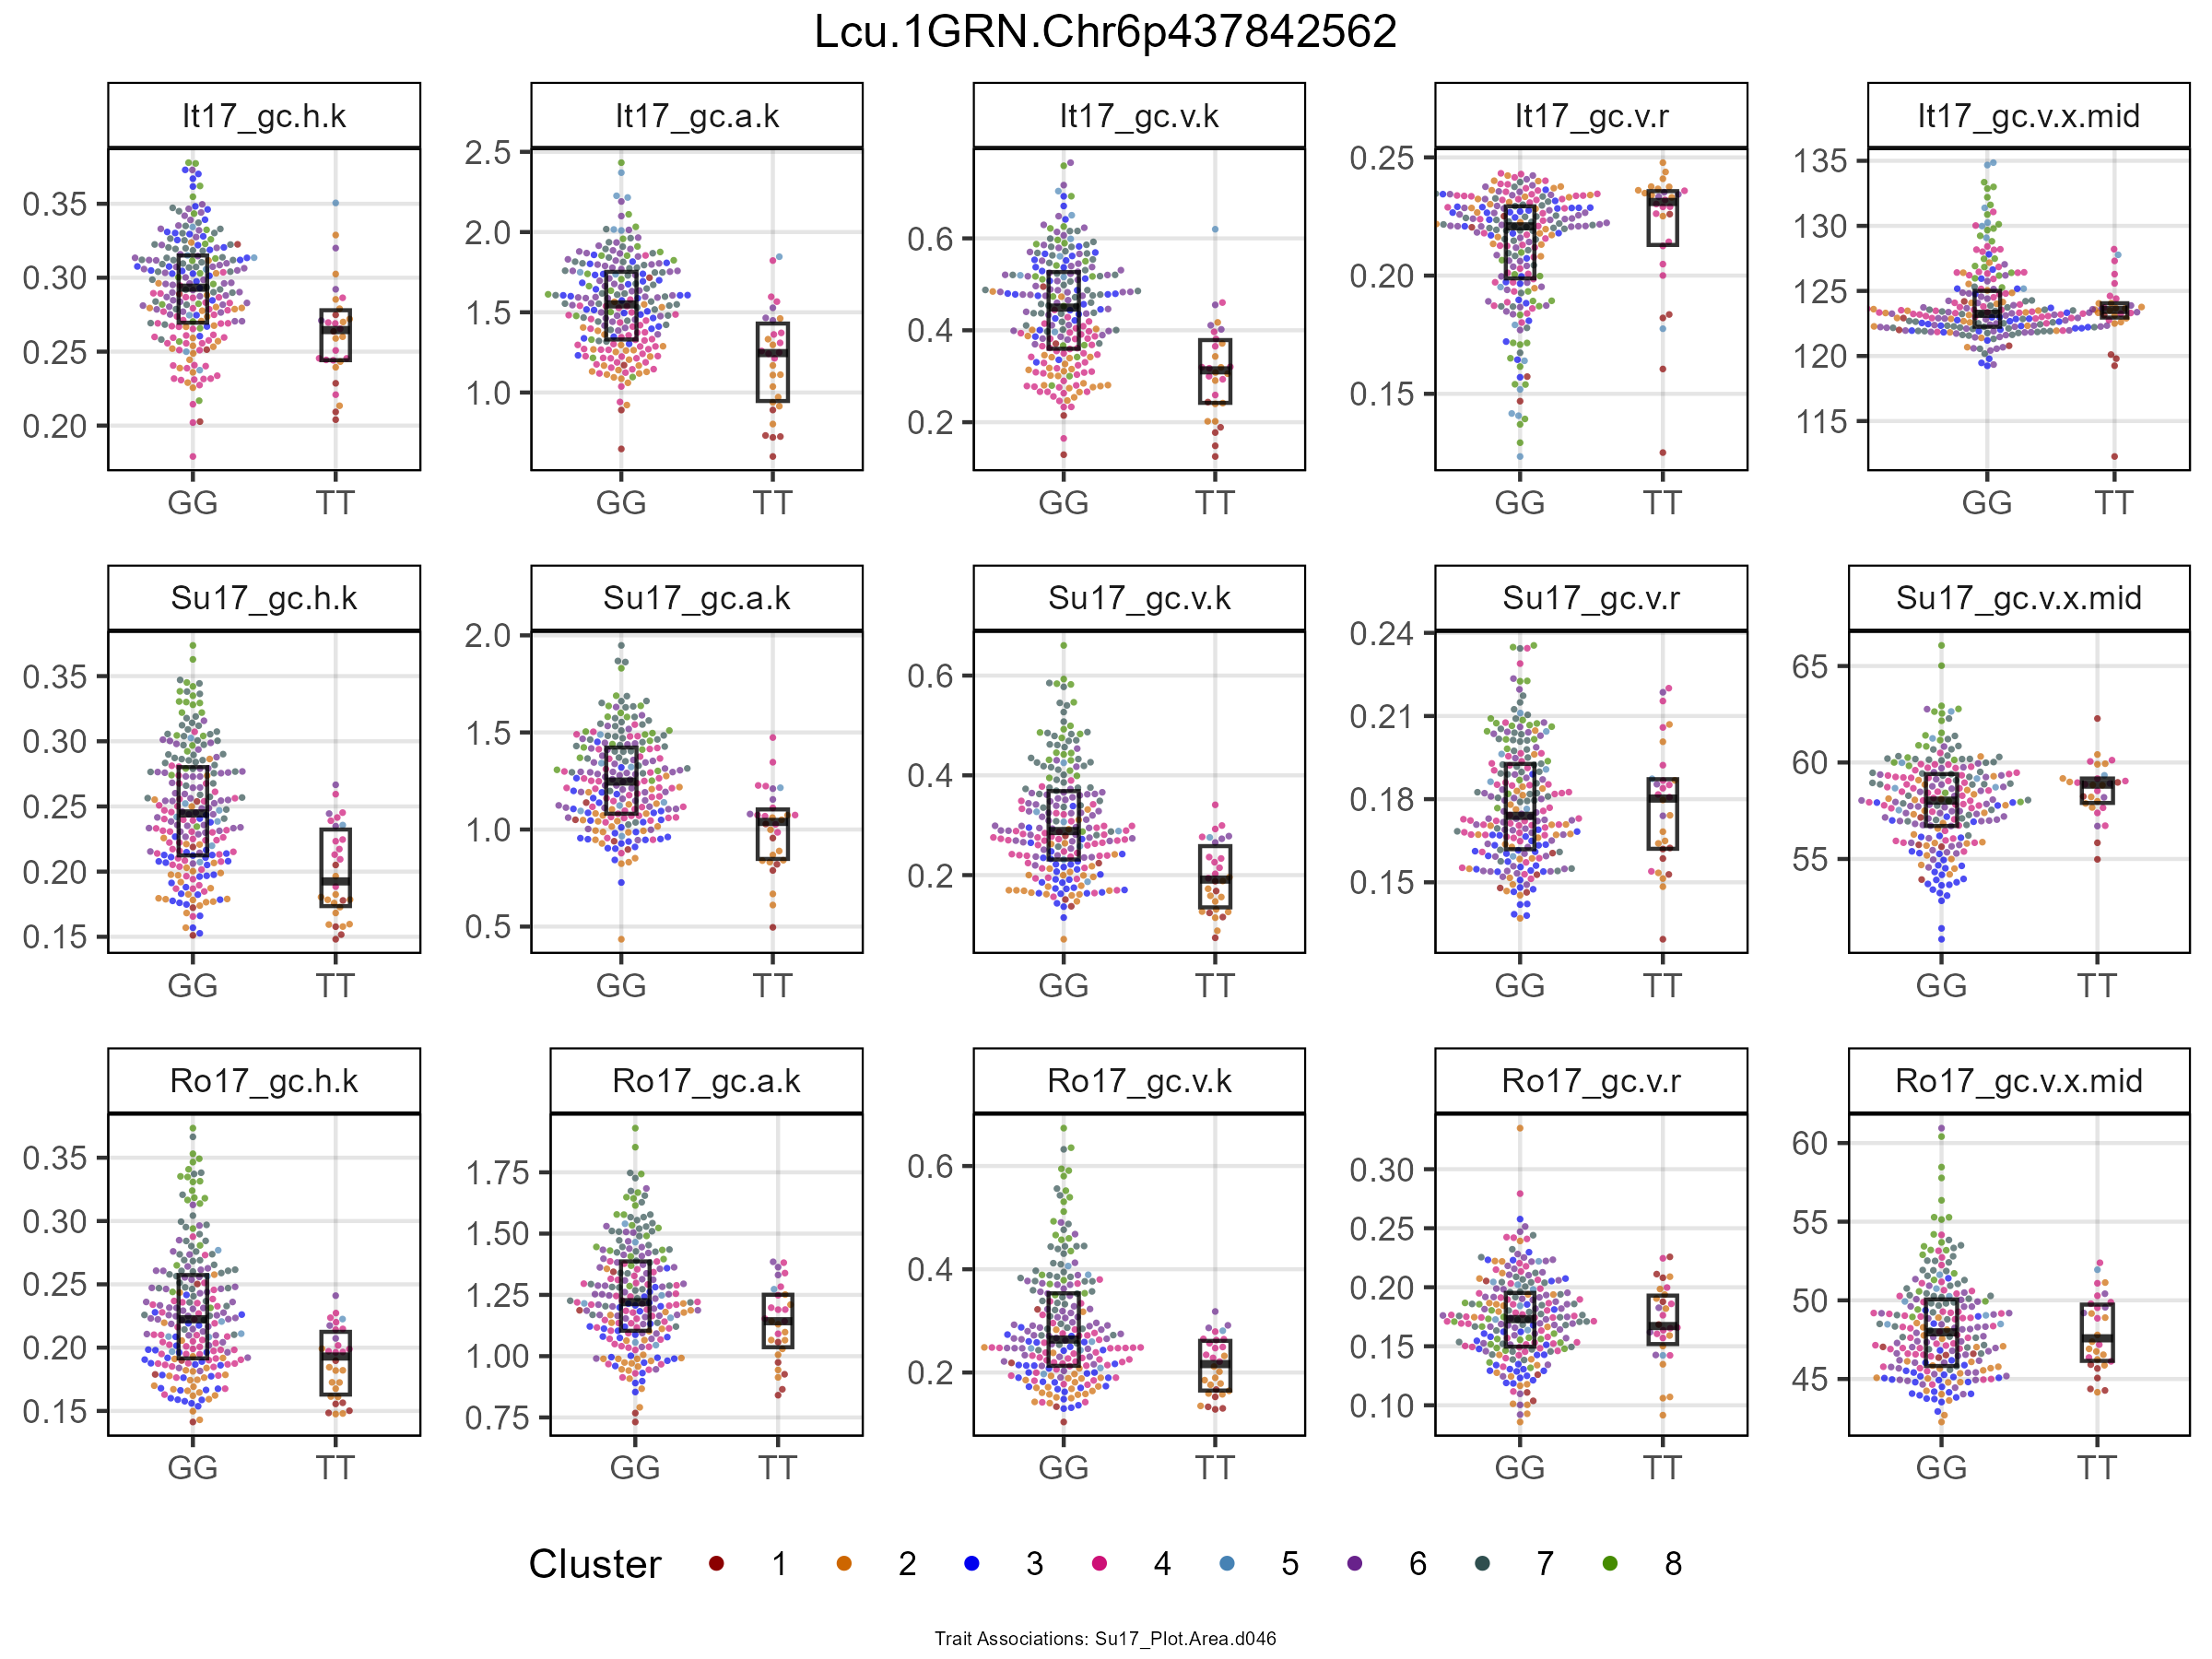 Lcu.1GRN.Chr6p437842562
It17_gc.h.k It17_gc.a.k It17_gc.v.k It17_gc.v.r It17_gc.v.x.mid
0.35 0.30 0.25 0.20
2.5 2.0 1.5 1.0
0.6 0.4 0.2
0.25 0.20 0.15
135 130 125 120 115
GG TT GG TT GG TT GG TT GG TT
Su17_gc.h.k Su17_gc.a.k Su17_gc.v.k Su17_gc.v.r Su17_gc.v.x.mid
0.35 0.30 0.25 0.20 0.15
2.0 1.5 1.0 0.5
0.6 0.4 0.2
0.24 0.21 0.18 0.15
65 60 55
GG TT GG TT GG TT GG TT GG TT
Ro17_gc.h.k Ro17_gc.a.k Ro17_gc.v.k Ro17_gc.v.r Ro17_gc.v.x.mid
0.35 0.30 0.25 0.20 0.15
1.75 1.50 1.25 1.00 0.75
0.6 0.4 0.2
0.30 0.25 0.20 0.15 0.10
60 55 50 45
GG TT GG TT GG TT GG TT GG TT
Cluster 1 2 3 4 5 6 7 8
Trait Associations: Su17_Plot.Area.d046